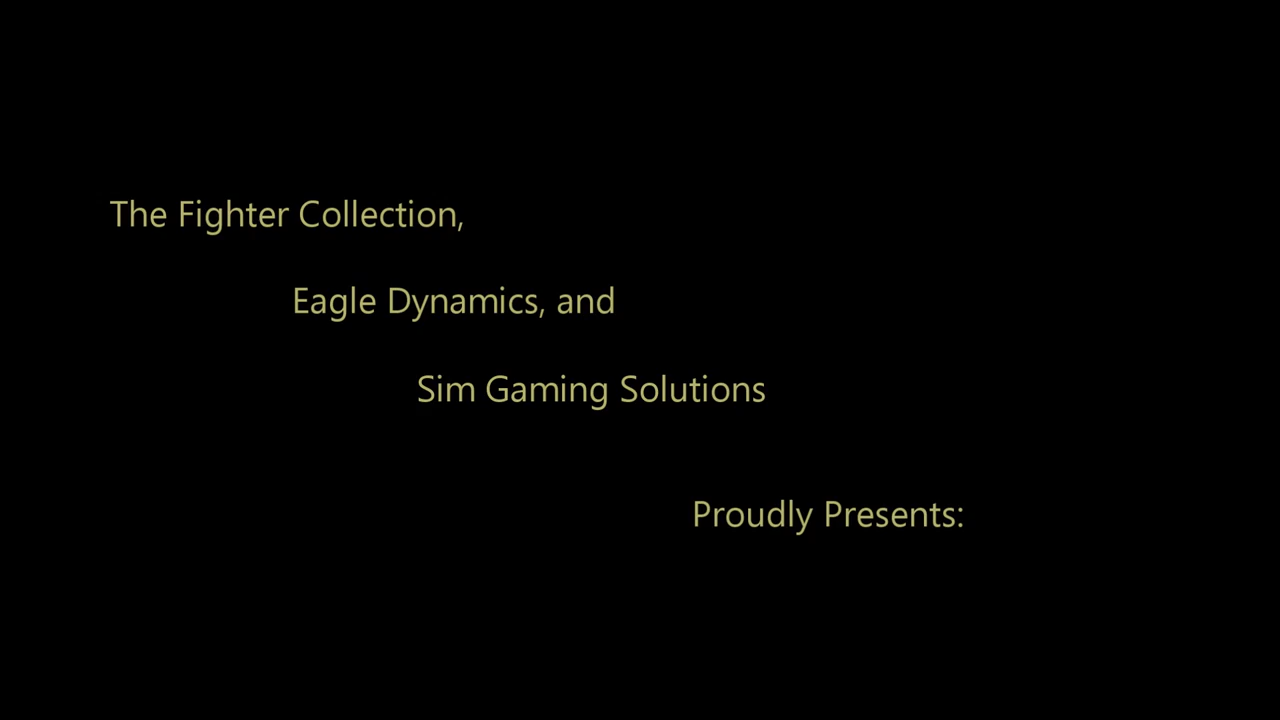 The Fighter Collection,
Eagle Dynamics, and
Sim Gaming Solutions
Proudly Presents: